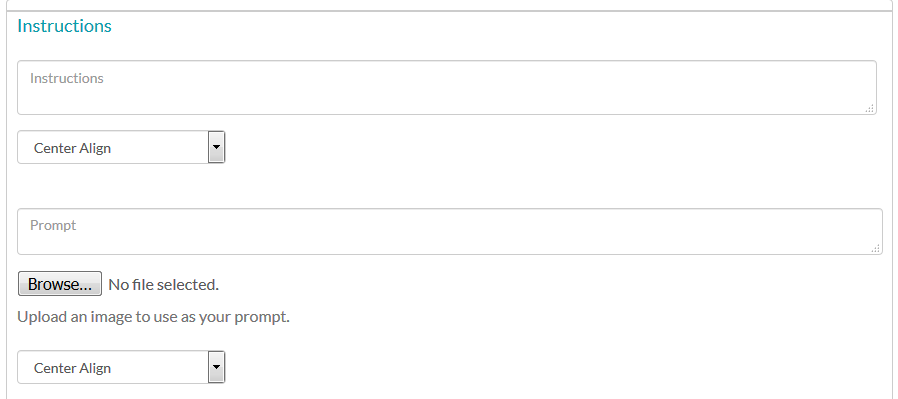 Instructions
Instructions
Center Align
Prompt
Browse... No file selected.
Upload an image to use as your prompt.
Center Align